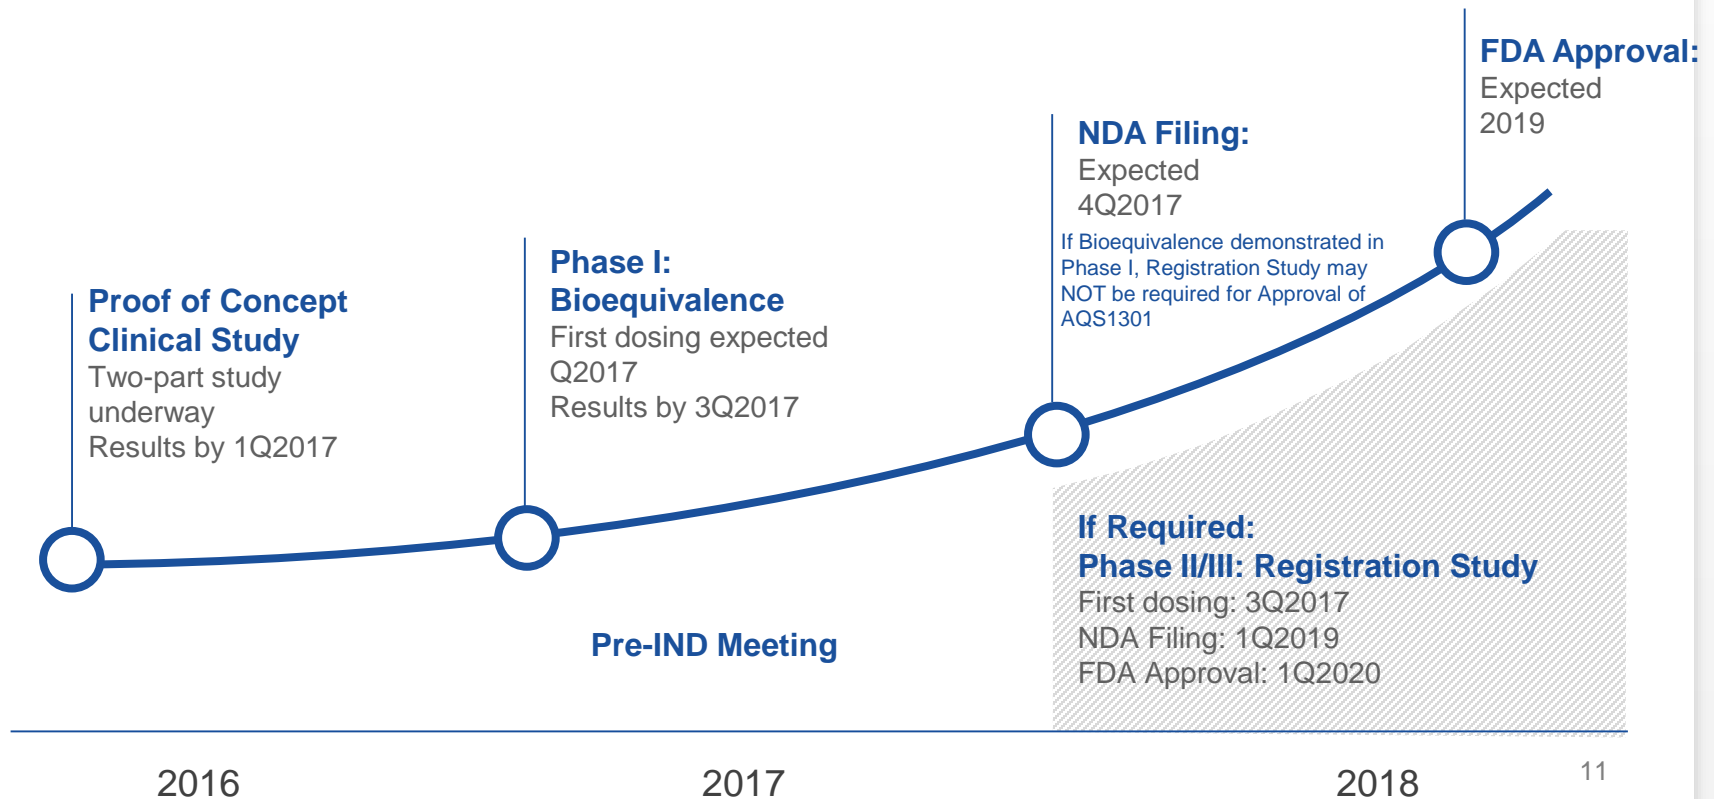 Proof of Concept
Clinical Study
Two-part study
underway
Results by 1Q2017
Phase I:
Bioequivalence
First dosing expected
Q2017
Results by 3Q2017
NDA Filing:
Expected
4Q2017
If Bioequivalence demonstrated in
Phase I, Registration Study may
NOT be required for Approval of
AQS1301
FDA Approval:
Expected
2019
Pre-IND Meeting
If Required:
Phase II/III: Registration Study
First dosing: 3Q2017
NDA Filing: 1Q2019
FDA Approval: 1Q2020
2016
2017
2018
11